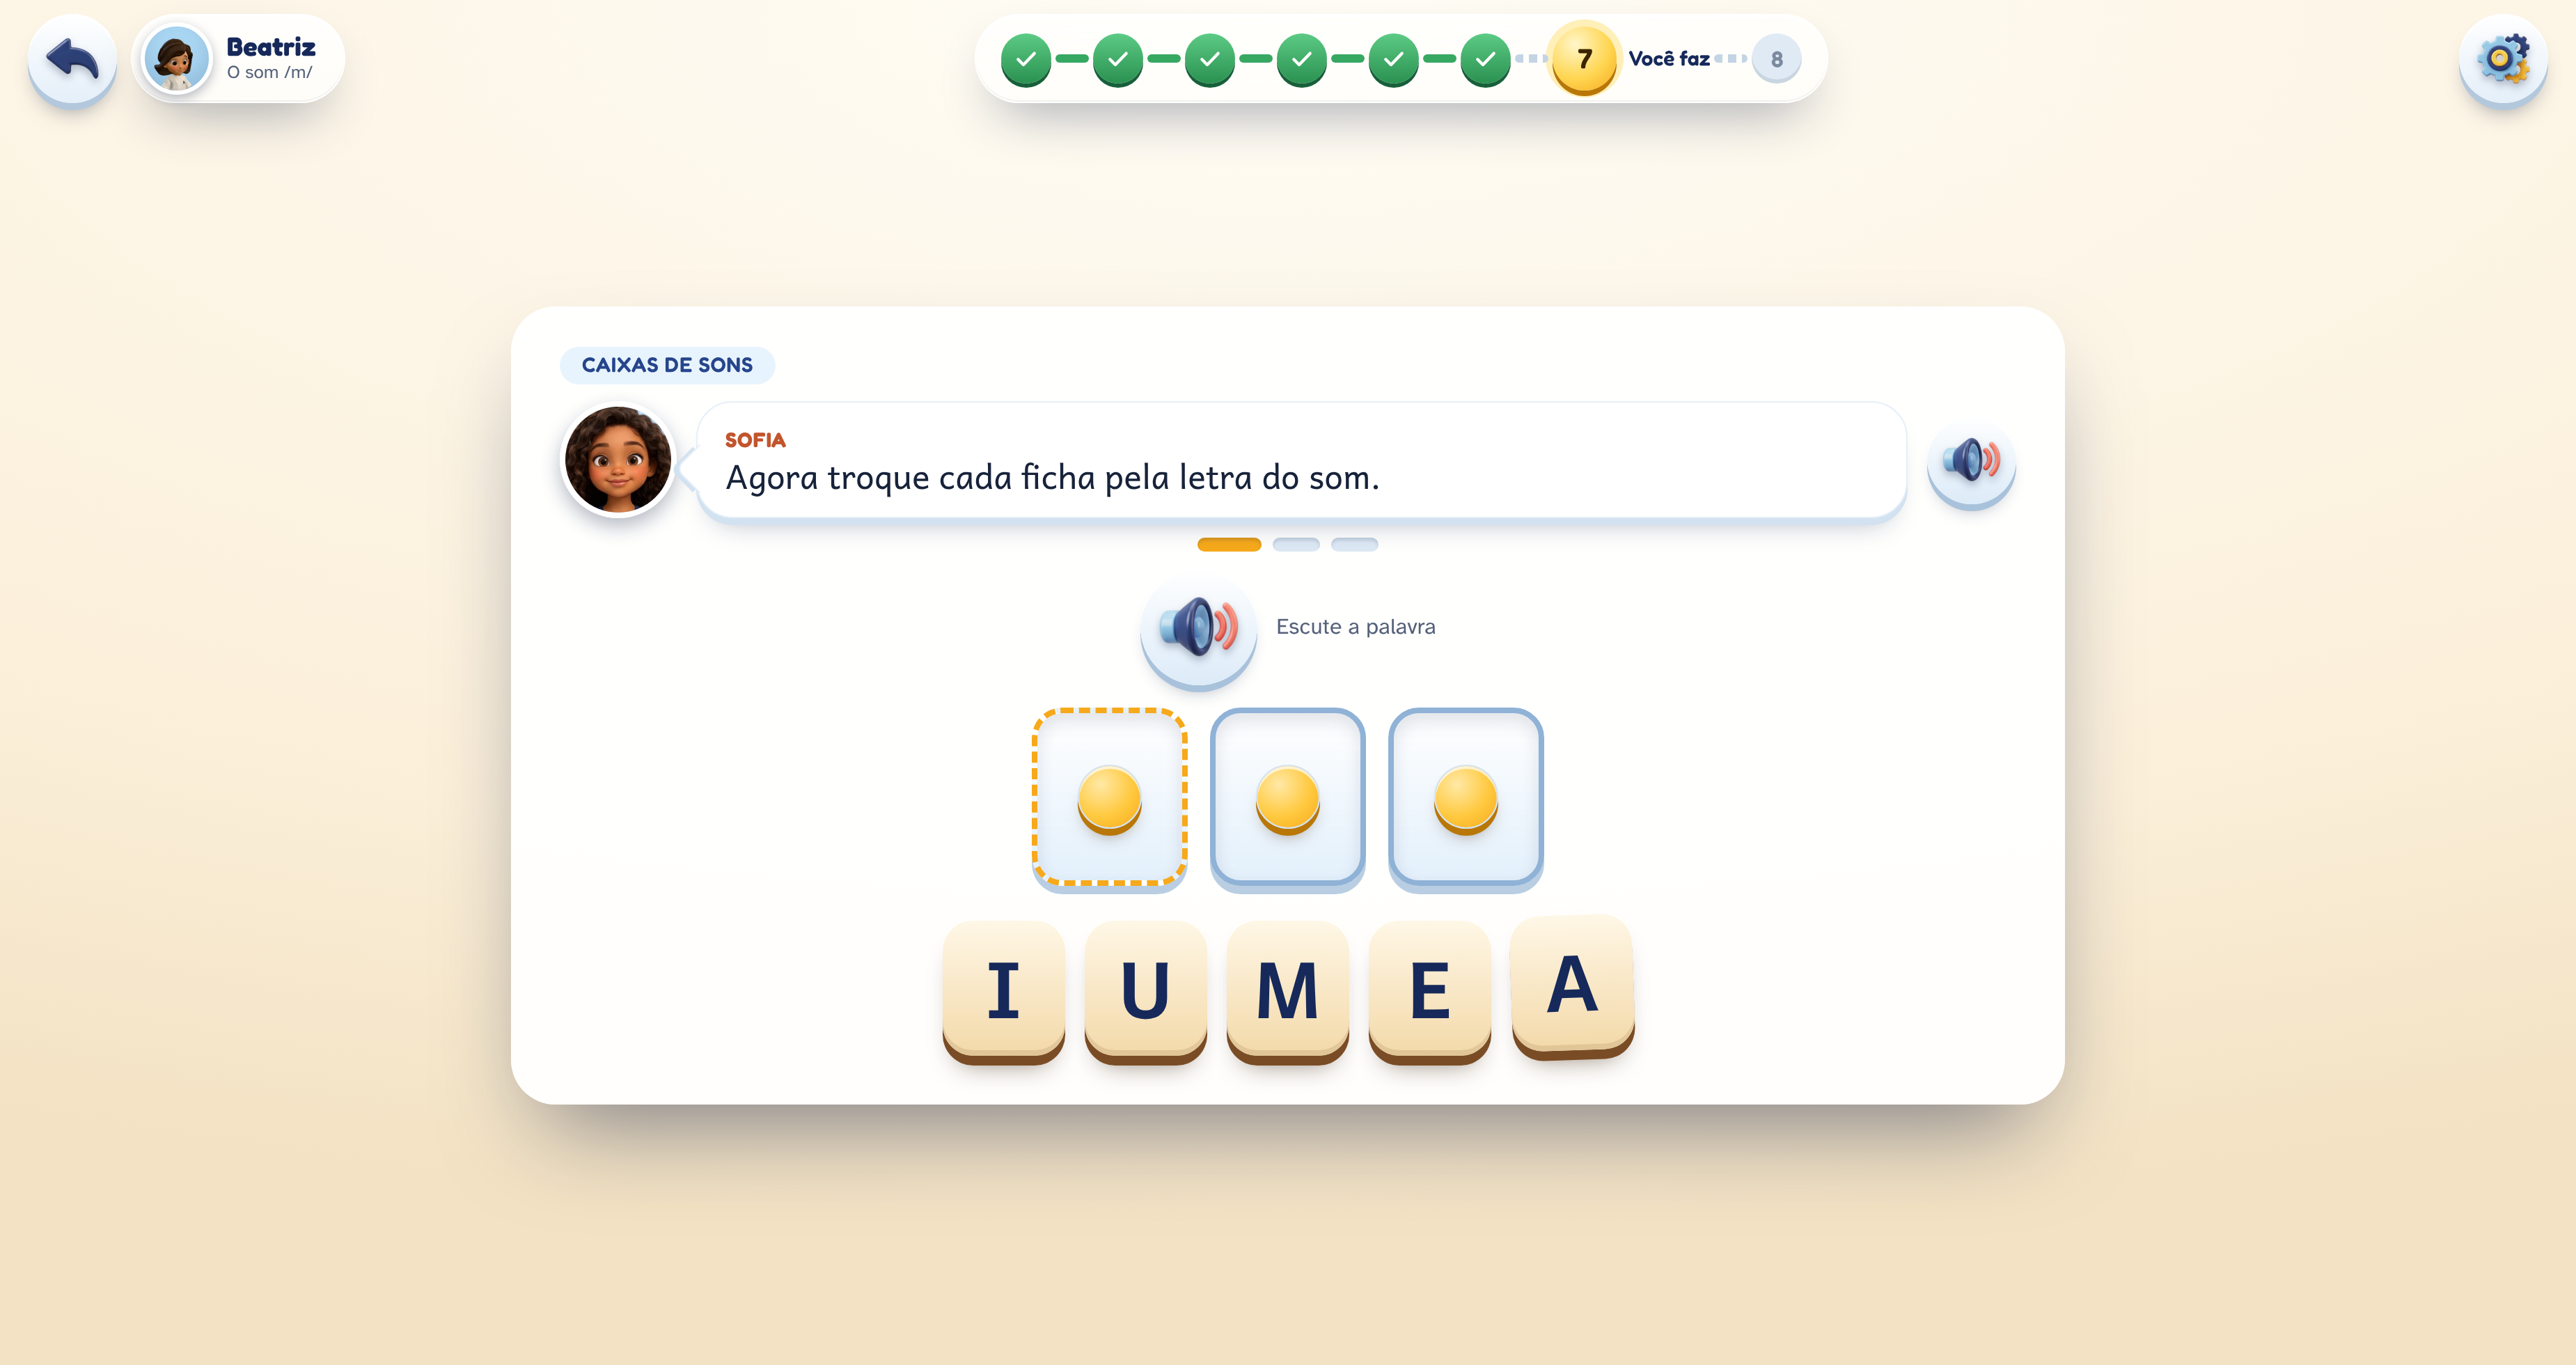 Beatriz
O som /m/
7
Você faz
8
CAIXAS DE SONS
SOFIA
Agora troque cada ficha pela letra do som.
Escute a palavra
I U M E A